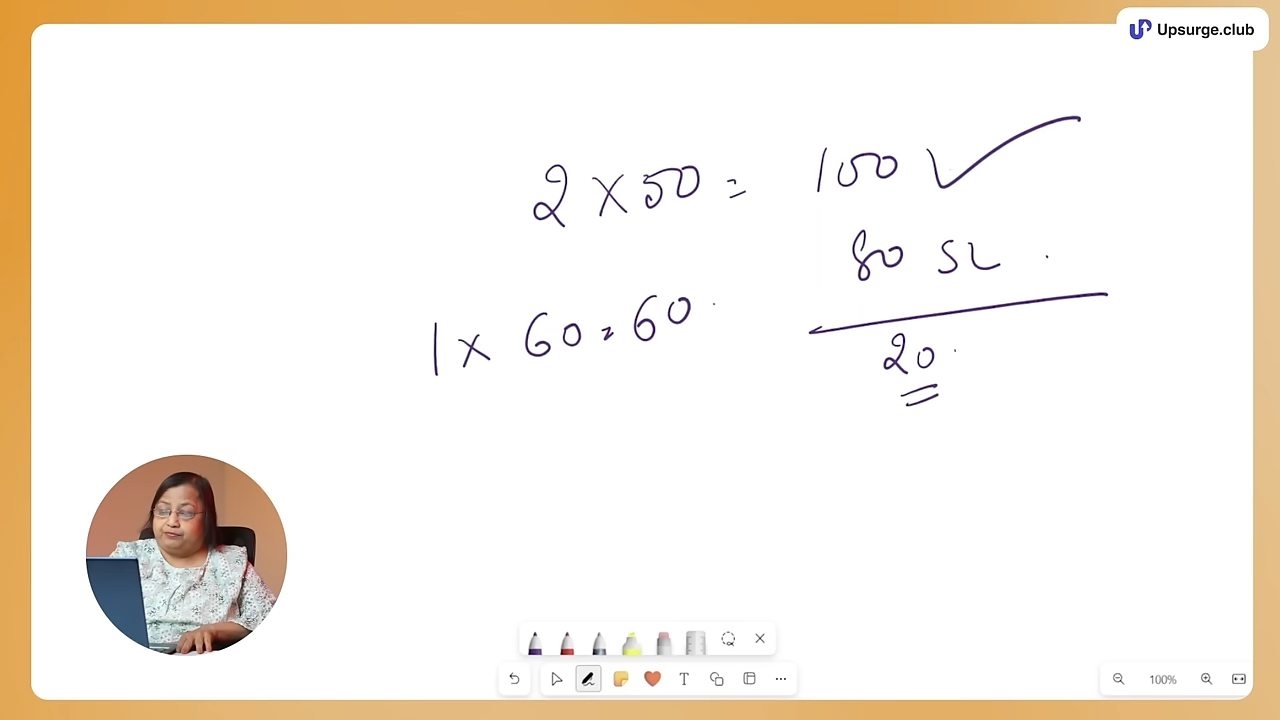 Upsurge.club
2 x 50 = 100
80 SL
1 x 60 = 60
20
T
100%